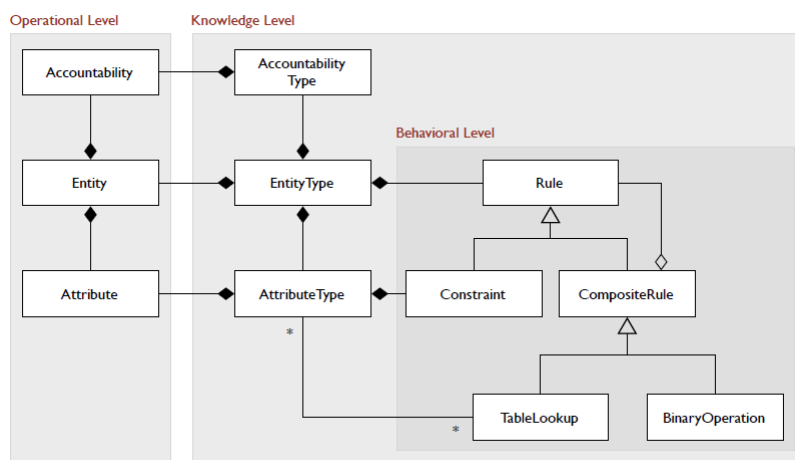 Operational Level
Knowledge Level
Accountability
Accountability
Type
Behavioral Level
Entity
EntityType
Rule
Attribute
AttributeType
Constraint
CompositeRule
*
TableLookup
BinaryOperation
*